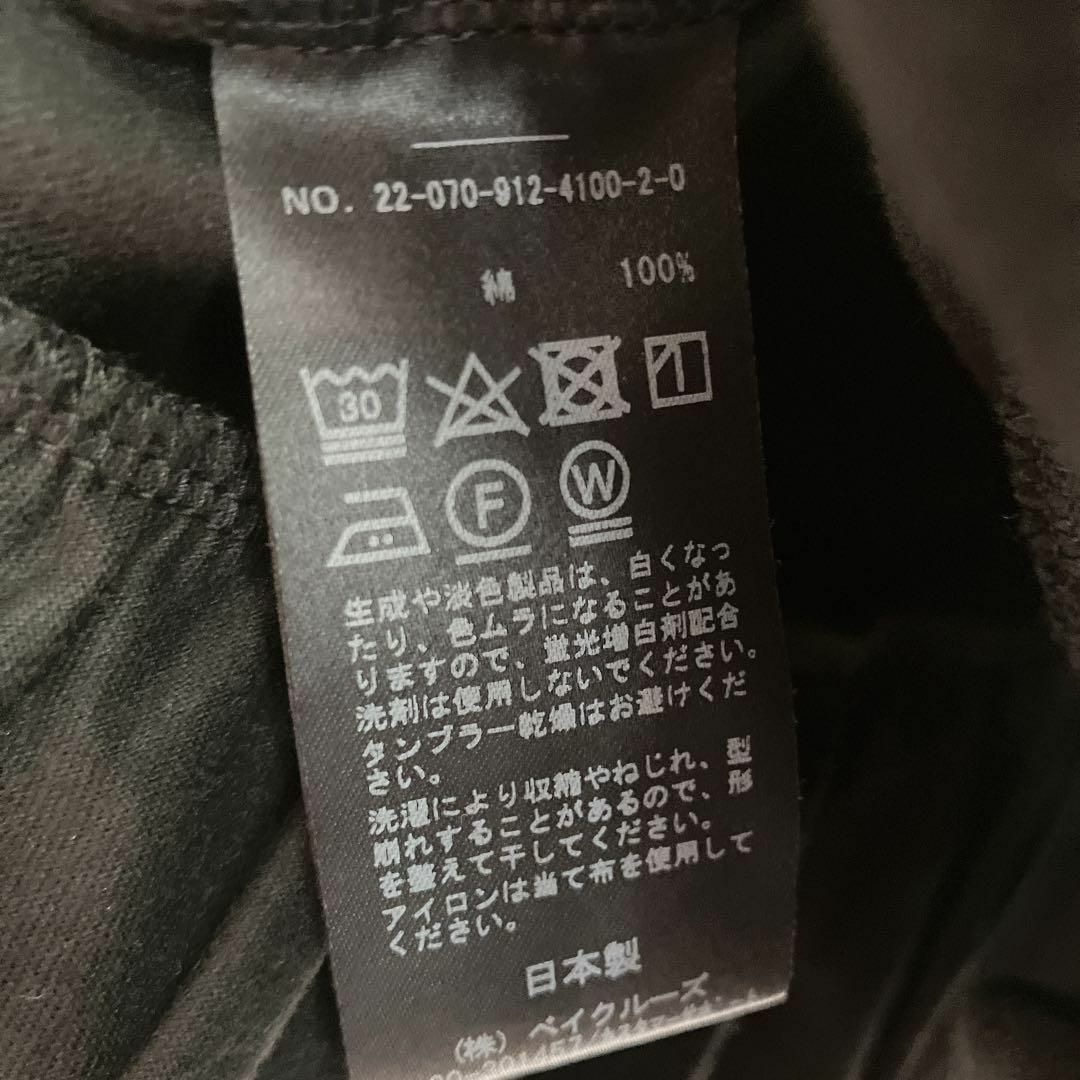 NO. 22-070-912-4100-2-0
綿 100%
30
F W
生成や淡色製品は、白くなっ
たり、色ムラになることがあ
りますので、蛍光増白剤配合
洗剤は使用しないでください。
タンブラー乾燥はお避けくだ
さい。
洗濯により収縮やねじれ、型
崩れすることがあるので、形
を整えて干してください。
アイロンは当て布を使用して
ください。
日本製
(株) ベイクルーズ